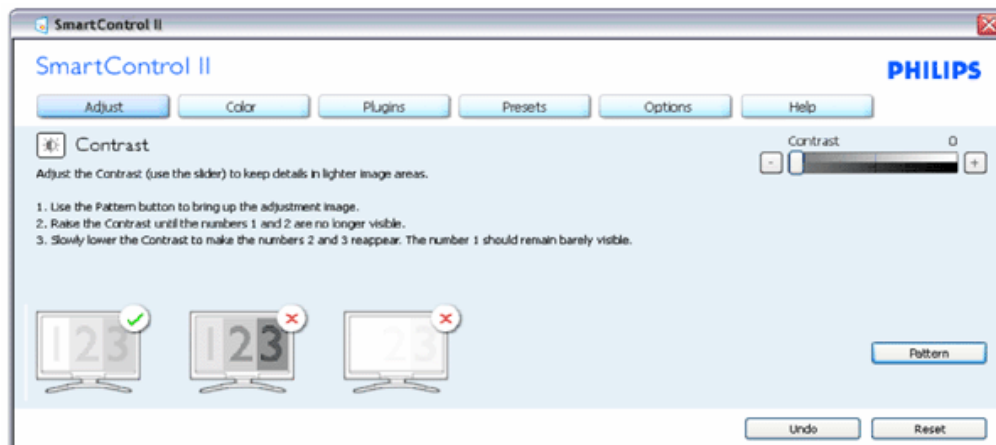 SmartControl II
SmartControl II
PHILIPS
Adjust Color Plugins Presets Options Help
Contrast
Contrast 0
- +
Adjust the Contrast (use the slider) to keep details in lighter image areas.
1. Use the Pattern button to bring up the adjustment image.
2. Raise the Contrast until the numbers 1 and 2 are no longer visible.
3. Slowly lower the Contrast to make the numbers 2 and 3 reappear. The number 1 should remain barely visible.
123 123 23
Pattern
Undo Reset